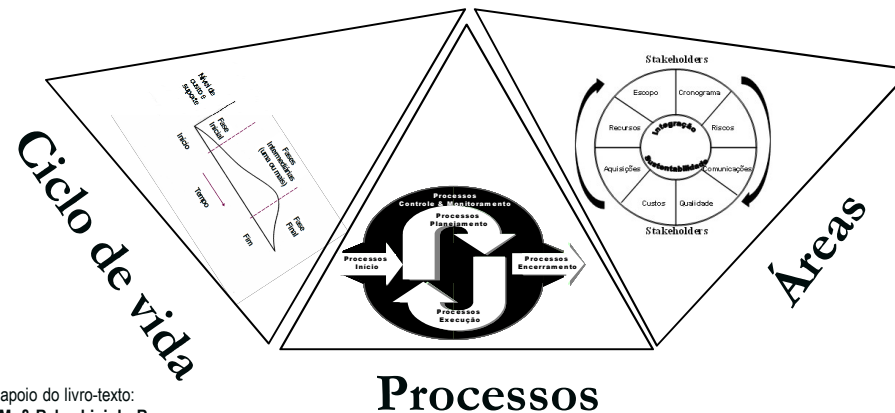 Nível de
custo e
suporte
Fase
Inicial
Fases
Intermediárias
(uma ou mais)
Fase
Final
Início
Tempo
Fim
Ciclo de vida
Processos
Controle & Monitoramento
Processos
Planejamento
Processos
Início
Processos
Encerramento
Processos
Execução
Processos
Stakeholders
Escopo
Cronograma
Recursos
Integração
Riscos
Aquisições
Sustentabilidade
Comunicações
Custos
Qualidade
Stakeholders
Áreas
apoio do livro-texto: